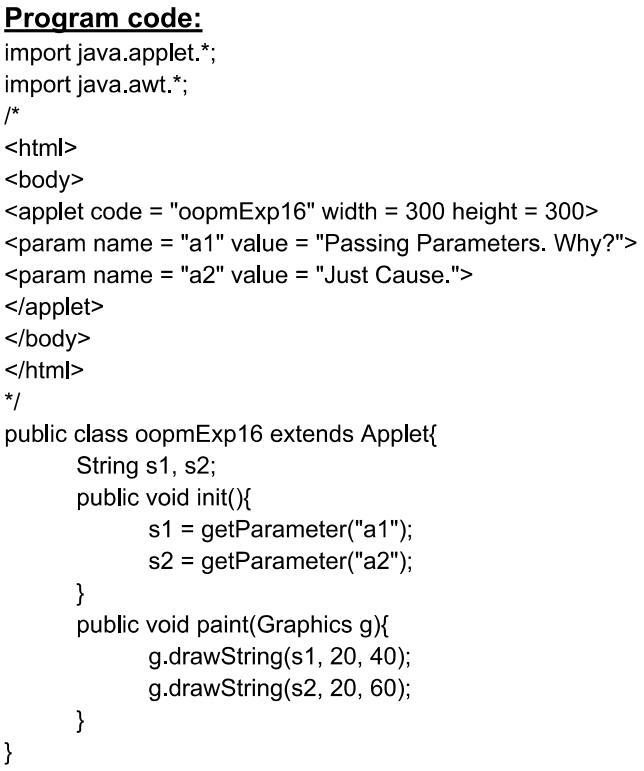 Program code:
import java.applet.*;
import java.awt.*;
/*
<html>
<body>
<applet code = "oopmExp16" width = 300 height = 300>
<param name = "a1" value = "Passing Parameters. Why?">
<param name = "a2" value = "Just Cause.">
</applet>
</body>
</html>
*/
public class oopmExp16 extends Applet{
String s1, s2;
public void init(){
s1 = getParameter("a1");
s2 = getParameter("a2");
}
public void paint(Graphics g){
g.drawString(s1, 20, 40);
g.drawString(s2, 20, 60);
}
}